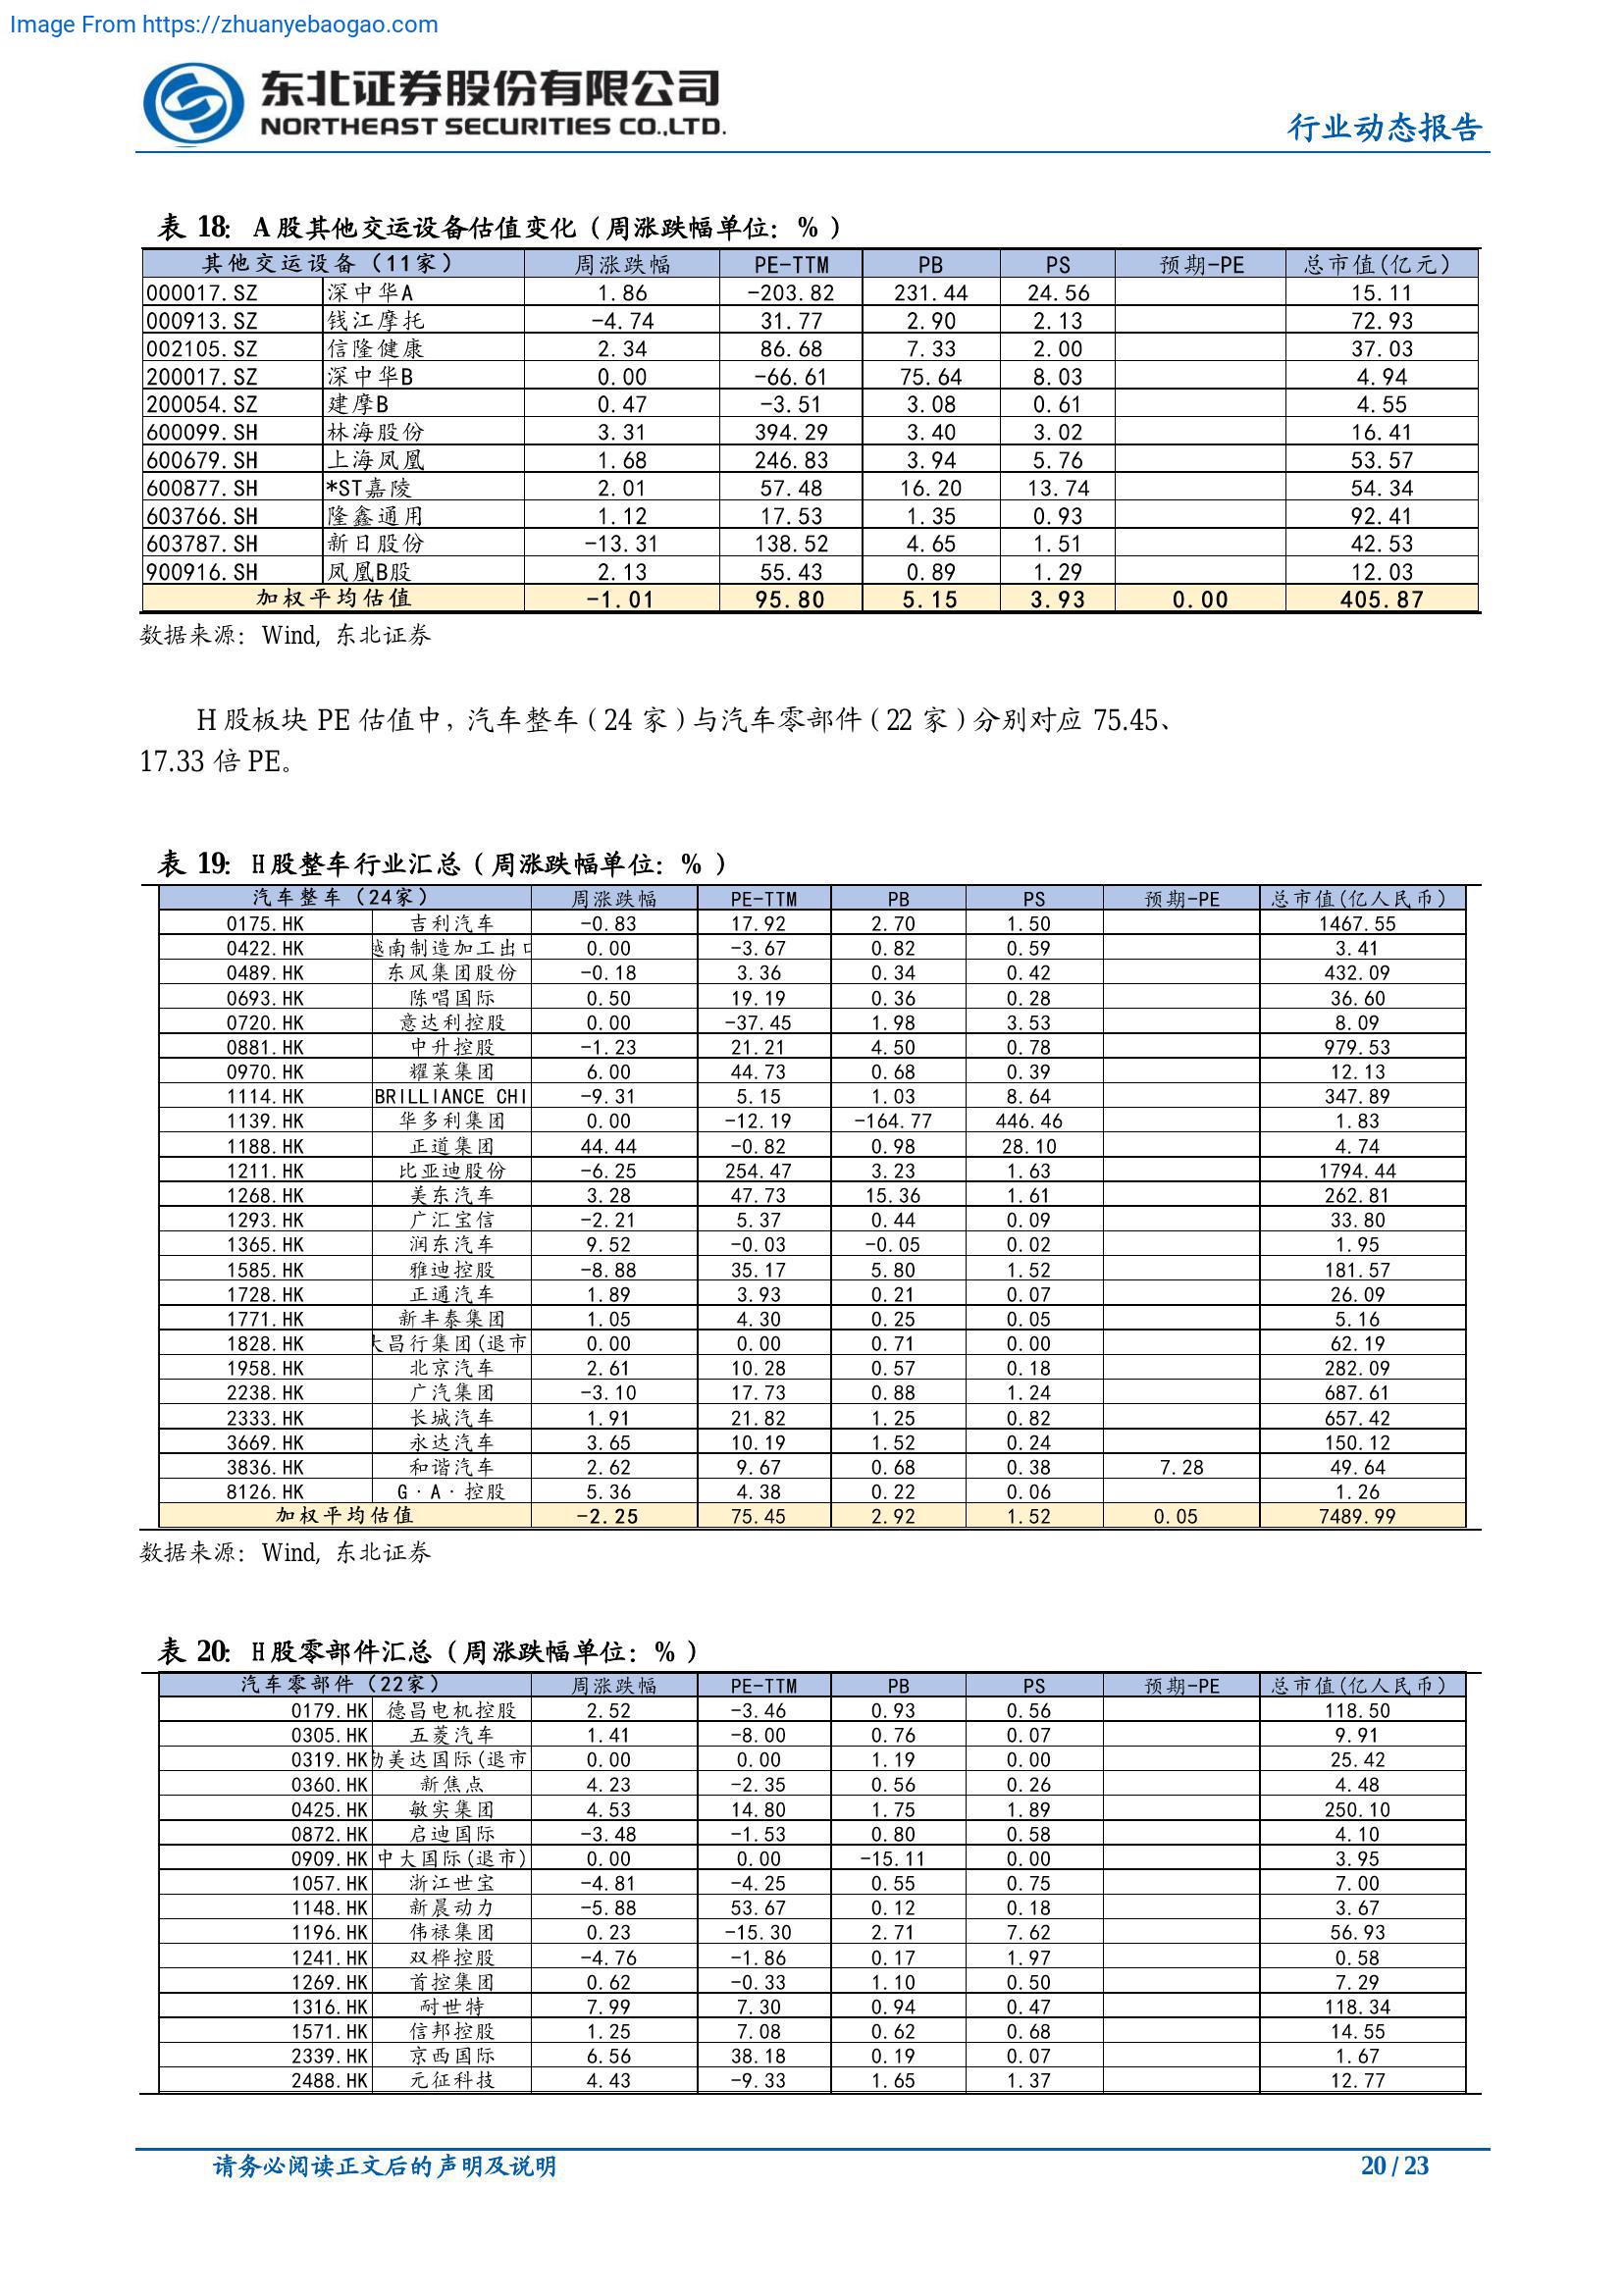 Image From https://zhuanyebaogao.com
东北证券股份有限公司
NORTHEAST SECURITIES CO.,LTD.
行业动态报告
表 18: A股其他交运设备估值变化(周涨跌幅单位:%)
其他交运设备(11家) 周涨跌幅 PE-TTM PB PS 预期-PE 总市值(亿元)
000017.SZ 深中华A 1.86 -203.82 231.44 24.56 15.11
000913.SZ 钱江摩托 -4.74 31.77 2.90 2.13 72.93
002105.SZ 信隆健康 2.34 86.68 7.33 2.00 37.03
200017.SZ 深中华B 0.00 -66.61 75.64 8.03 4.94
200054.SZ 建摩B 0.47 -3.51 3.08 0.61 4.55
600099.SH 林海股份 3.31 394.29 3.40 3.02 16.41
600679.SH 上海凤凰 1.68 246.83 3.94 5.76 53.57
600877.SH *ST嘉陵 2.01 57.48 16.20 13.74 54.34
603766.SH 隆鑫通用 1.12 17.53 1.35 0.93 92.41
603787.SH 新日股份 -13.31 138.52 4.65 1.51 42.53
900916.SH 凤凰B股 2.13 55.43 0.89 1.29 12.03
加权平均估值 -1.01 95.80 5.15 3.93 0.00 405.87
数据来源:Wind, 东北证券
H 股板块 PE 估值中,汽车整车(24 家)与汽车零部件(22 家)分别对应 75.45、
17.33 倍 PE。
表 19: H股整车行业汇总(周涨跌幅单位:%)
汽车整车(24家) 周涨跌幅 PE-TTM PB PS 预期-PE 总市值(亿人民币)
0175.HK 吉利汽车 -0.83 17.92 2.70 1.50 1467.55
0422.HK 越南制造加工出口 0.00 -3.67 0.82 0.59 3.41
0489.HK 东风集团股份 -0.18 3.36 0.34 0.42 432.09
0693.HK 陈唱国际 0.50 19.19 0.36 0.28 36.60
0720.HK 意达利控股 0.00 -37.45 1.98 3.53 8.09
0881.HK 中升控股 -1.23 21.21 4.50 0.78 979.53
0970.HK 耀莱集团 6.00 44.73 0.68 0.39 12.13
1114.HK BRILLIANCE CHI -9.31 5.15 1.03 8.64 347.89
1139.HK 华多利集团 0.00 -12.19 -164.77 446.46 1.83
1188.HK 正道集团 44.44 -0.82 0.98 28.10 4.74
1211.HK 比亚迪股份 -6.25 254.47 3.23 1.63 1794.44
1268.HK 美东汽车 3.28 47.73 15.36 1.61 262.81
1293.HK 广汇宝信 -2.21 5.37 0.44 0.09 33.80
1365.HK 润东汽车 9.52 -0.03 -0.05 0.02 1.95
1585.HK 雅迪控股 -8.88 35.17 5.80 1.52 181.57
1728.HK 正通汽车 1.89 3.93 0.21 0.07 26.09
1771.HK 新丰泰集团 1.05 4.30 0.25 0.05 5.16
1828.HK 大昌行集团(退市 0.00 0.00 0.71 0.00 62.19
1958.HK 北京汽车 2.61 10.28 0.57 0.18 282.09
2238.HK 广汽集团 -3.10 17.73 0.88 1.24 687.61
2333.HK 长城汽车 1.91 21.82 1.25 0.82 657.42
3669.HK 永达汽车 3.65 10.19 1.52 0.24 150.12
3836.HK 和谐汽车 2.62 9.67 0.68 0.38 7.28 49.64
8126.HK G·A·控股 5.36 4.38 0.22 0.06 1.26
加权平均估值 -2.25 75.45 2.92 1.52 0.05 7489.99
数据来源:Wind, 东北证券
表 20: H股零部件汇总(周涨跌幅单位:%)
汽车零部件(22家) 周涨跌幅 PE-TTM PB PS 预期-PE 总市值(亿人民币)
0179.HK 德昌电机控股 2.52 -3.46 0.93 0.56 118.50
0305.HK 五菱汽车 1.41 -8.00 0.76 0.07 9.91
0319.HK 勋美达国际(退市 0.00 0.00 1.19 0.00 25.42
0360.HK 新焦点 4.23 -2.35 0.56 0.26 4.48
0425.HK 敏实集团 4.53 14.80 1.75 1.89 250.10
0872.HK 启迪国际 -3.48 -1.53 0.80 0.58 4.10
0909.HK 中大国际(退市) 0.00 0.00 -15.11 0.00 3.95
1057.HK 浙江世宝 -4.81 -4.25 0.55 0.75 7.00
1148.HK 新晨动力 -5.88 53.67 0.12 0.18 3.67
1196.HK 伟禄集团 0.23 -15.30 2.71 7.62 56.93
1241.HK 双桦控股 -4.76 -1.86 0.17 1.97 0.58
1269.HK 首控集团 0.62 -0.33 1.10 0.50 7.29
1316.HK 耐世特 7.99 7.30 0.94 0.47 118.34
1571.HK 信邦控股 1.25 7.08 0.62 0.68 14.55
2339.HK 京西国际 6.56 38.18 0.19 0.07 1.67
2488.HK 元征科技 4.43 -9.33 1.65 1.37 12.77
请务必阅读正文后的声明及说明
20 / 23